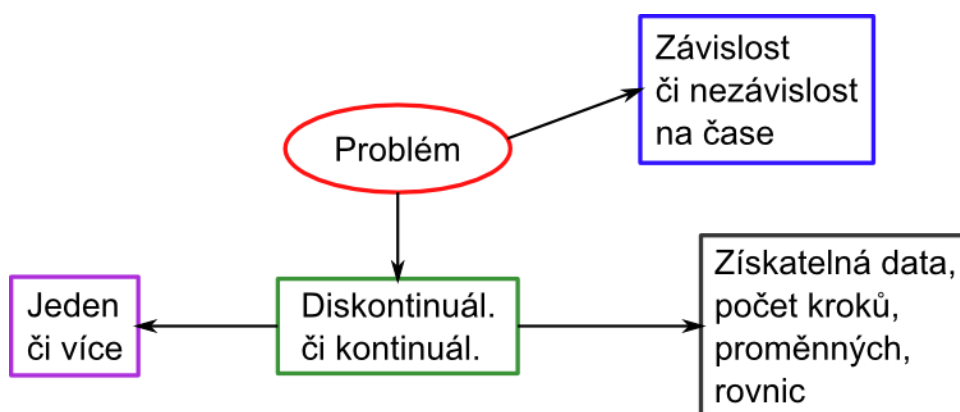 Závislost
či nezávislost
na čase
Problém
Jeden
či více
Diskontinuál.
či kontinuál.
Získatelná data,
počet kroků,
proměnných,
rovnic